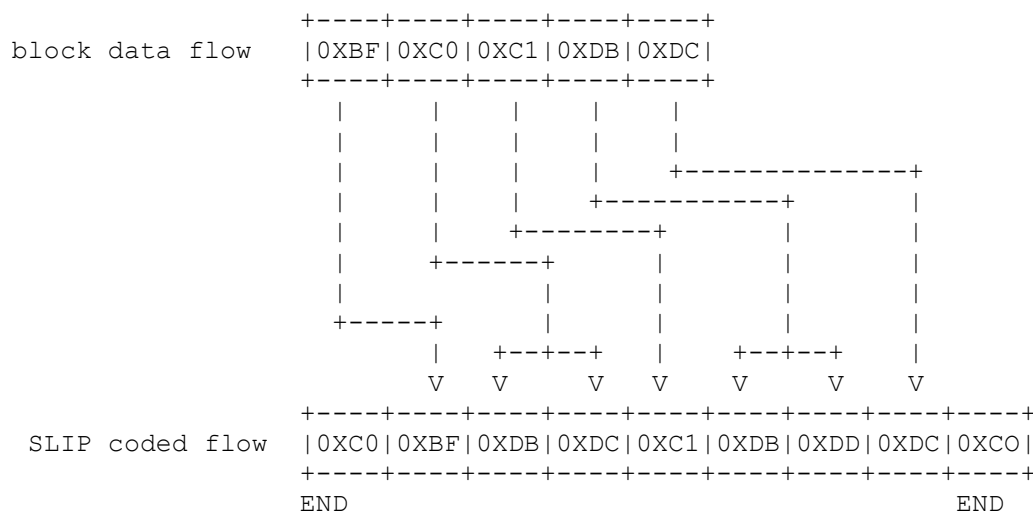 block data flow |0XBF|0XC0|0XC1|0XDB|0XDC|
V V V V V V V
SLIP coded flow |0XC0|0XBF|0XDB|0XDC|0XC1|0XDB|0XDD|0XDC|0XCO|
END END